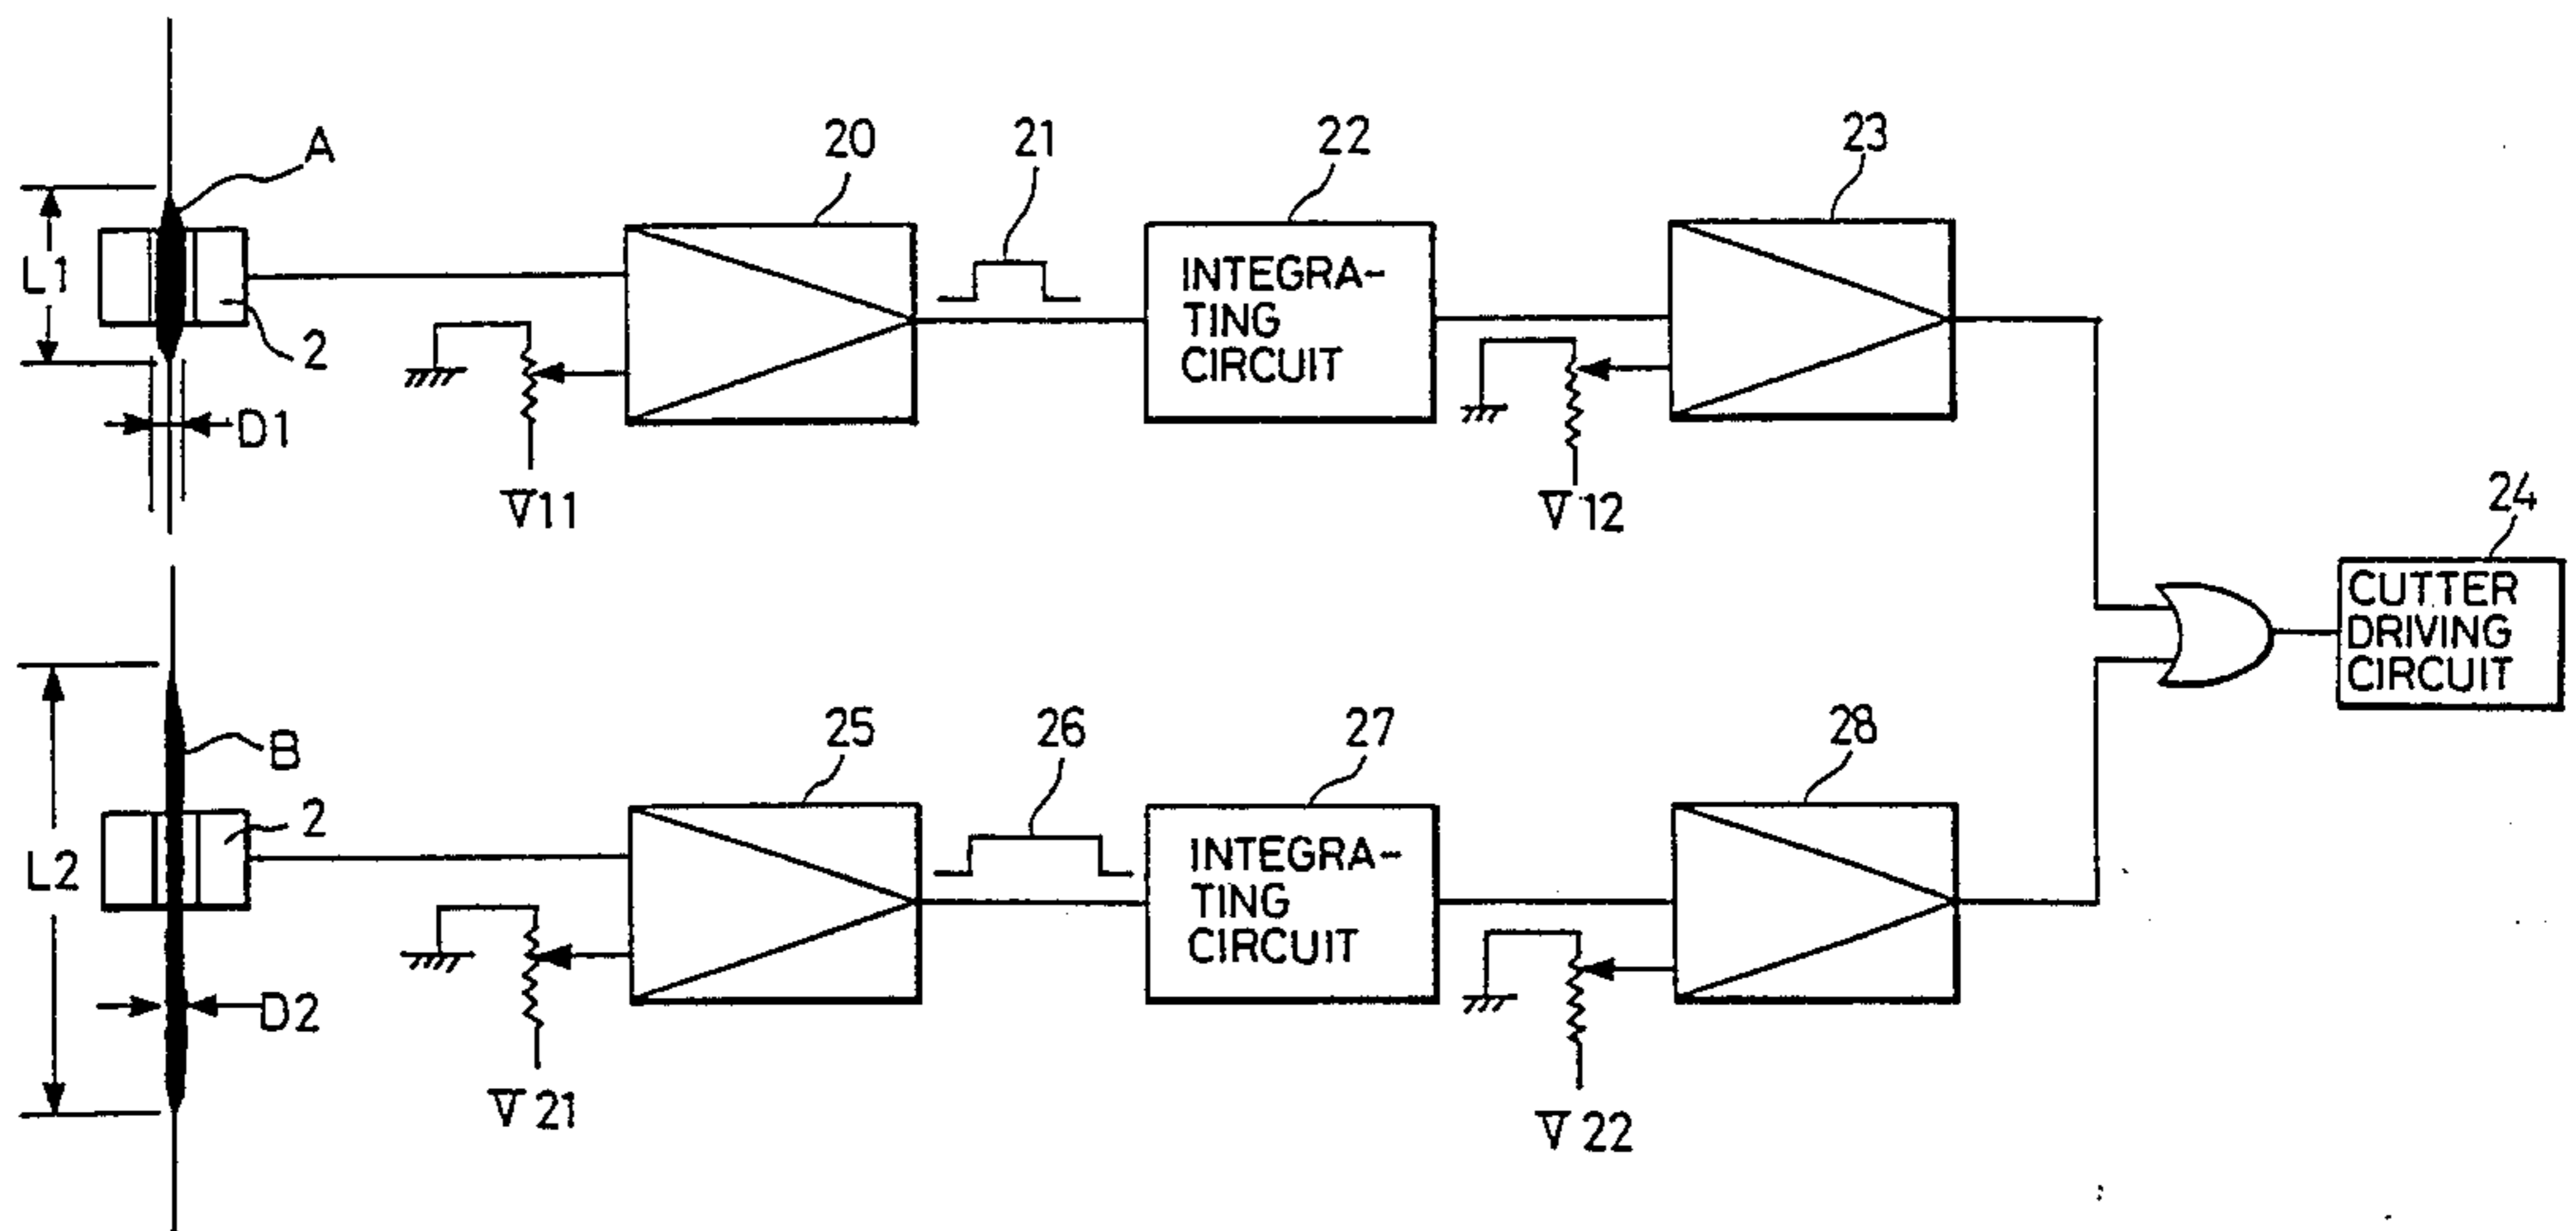 A
20
21
22
23
L1
2
INTEGRA-
TING
CIRCUIT
D1
V11
V12
24
CUTTER
DRIVING
CIRCUIT
B
25
26
27
28
2
L2
INTEGRA-
TING
CIRCUIT
D2
V21
V22